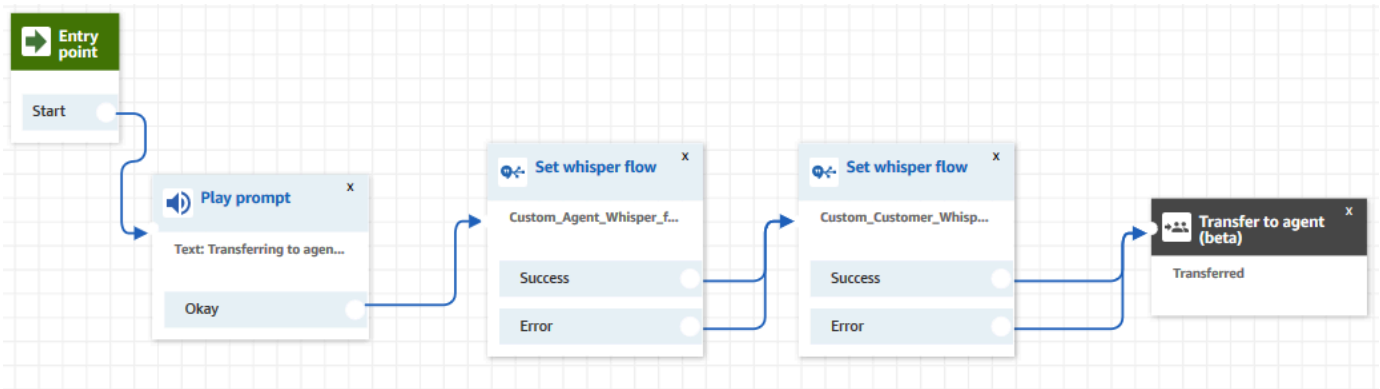 Entry
point
Start
Play prompt
x
Text: Transferring to agen...
Okay
Set whisper flow
x
Custom_Agent_Whisper_f...
Success
Error
Set whisper flow
x
Custom_Customer_Whisp...
Success
Error
Transfer to agent
(beta)
x
Transferred